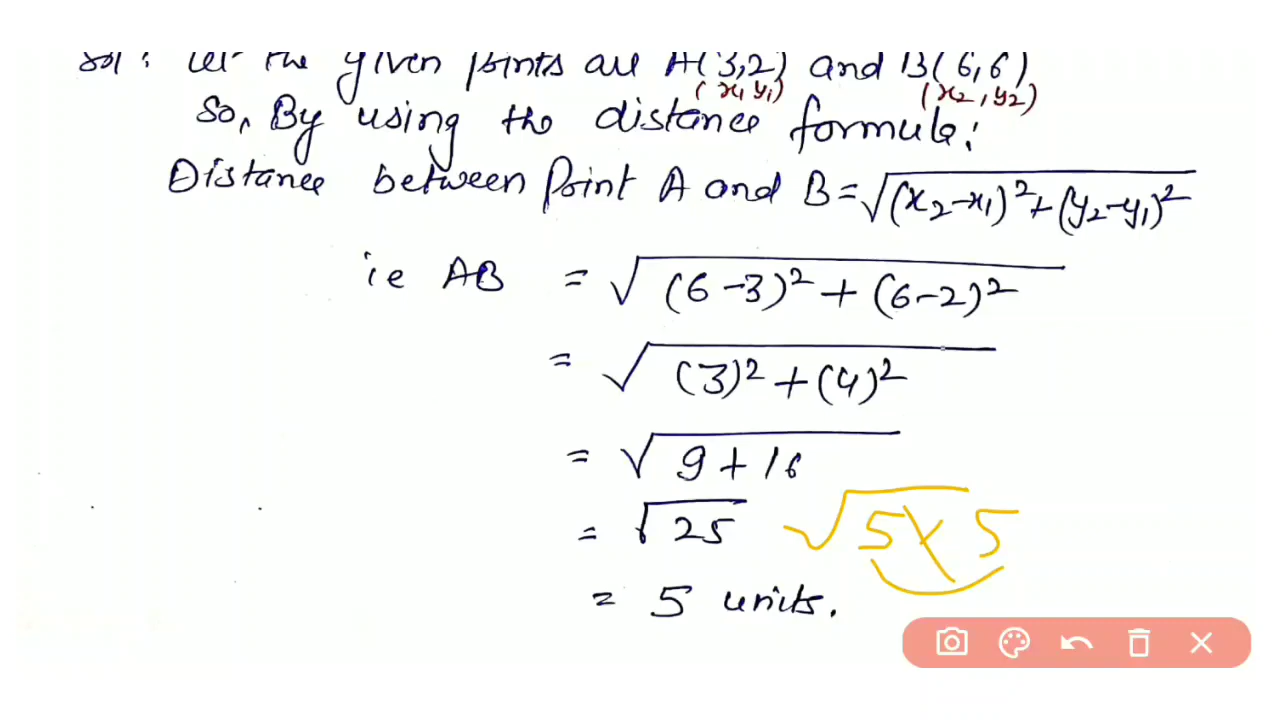 Sol : Let the given points are A(3,2) and B(6,6)
(x₁ y₁) (x₂, y₂)
So, By using the distance formula:
Distance between Point A and B = √(x₂-x₁)²+(y₂-y₁)²
ie AB = √(6-3)² + (6-2)²
= √(3)² + (4)²
= √9 + 16
= √25 √5 × 5
= 5 units.